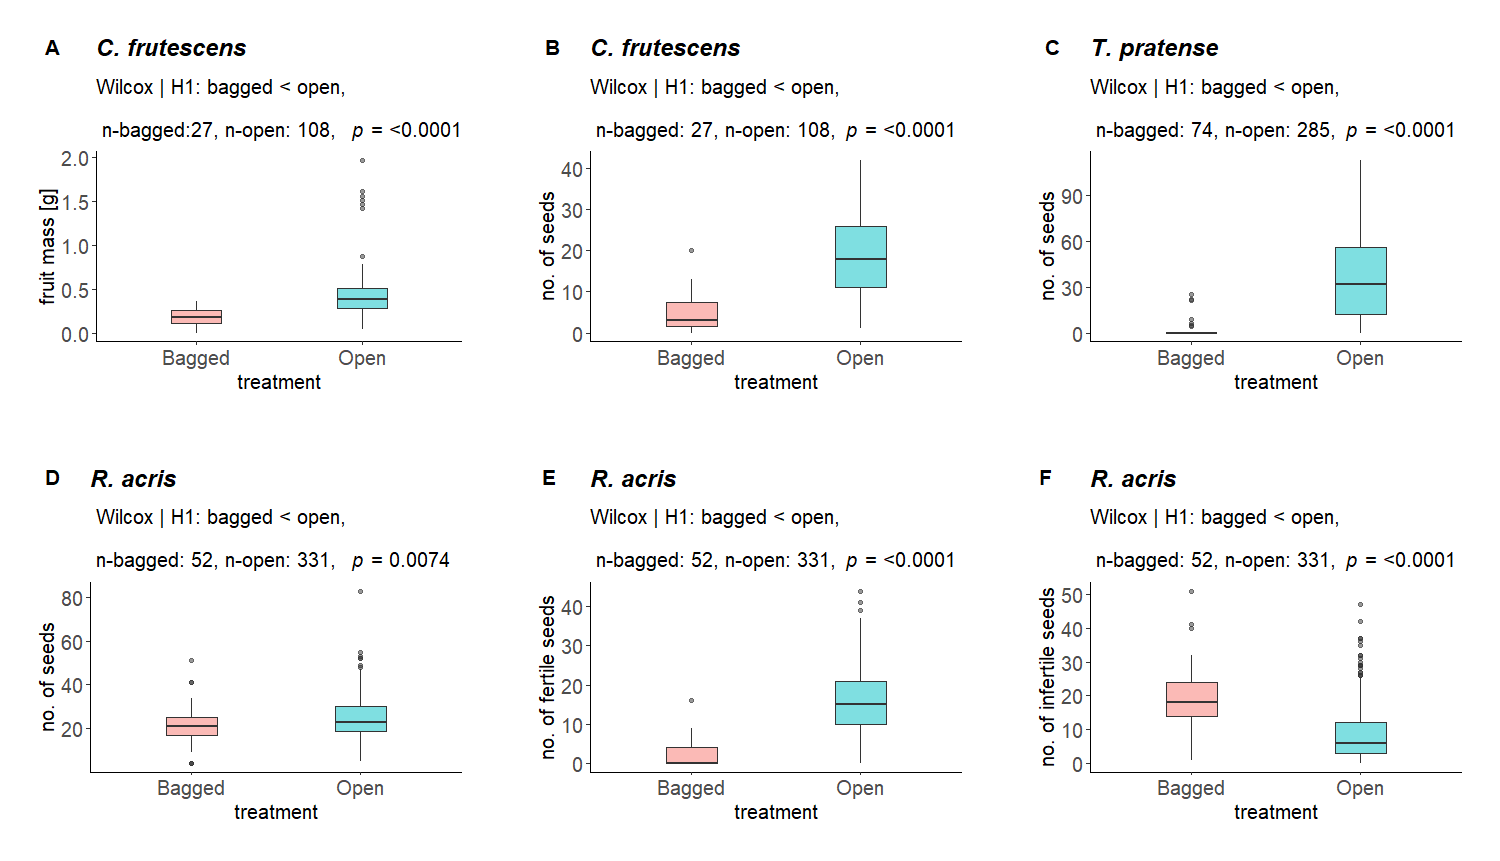 A C. frutescens
Wilcox | H1: bagged < open,
n-bagged:27, n-open: 108, p = <0.0001
fruit mass [g]
2.0
1.5
1.0
0.5
0.0
Bagged Open
treatment
B C. frutescens
Wilcox | H1: bagged < open,
n-bagged: 27, n-open: 108, p = <0.0001
no. of seeds
40
30
20
10
0
Bagged Open
treatment
C T. pratense
Wilcox | H1: bagged < open,
n-bagged: 74, n-open: 285, p = <0.0001
no. of seeds
90
60
30
0
Bagged Open
treatment
D R. acris
Wilcox | H1: bagged < open,
n-bagged: 52, n-open: 331, p = 0.0074
no. of seeds
80
60
40
20
Bagged Open
treatment
E R. acris
Wilcox | H1: bagged < open,
n-bagged: 52, n-open: 331, p = <0.0001
no. of fertile seeds
40
30
20
10
0
Bagged Open
treatment
F R. acris
Wilcox | H1: bagged < open,
n-bagged: 52, n-open: 331, p = <0.0001
no. of infertile seeds
50
40
30
20
10
0
Bagged Open
treatment